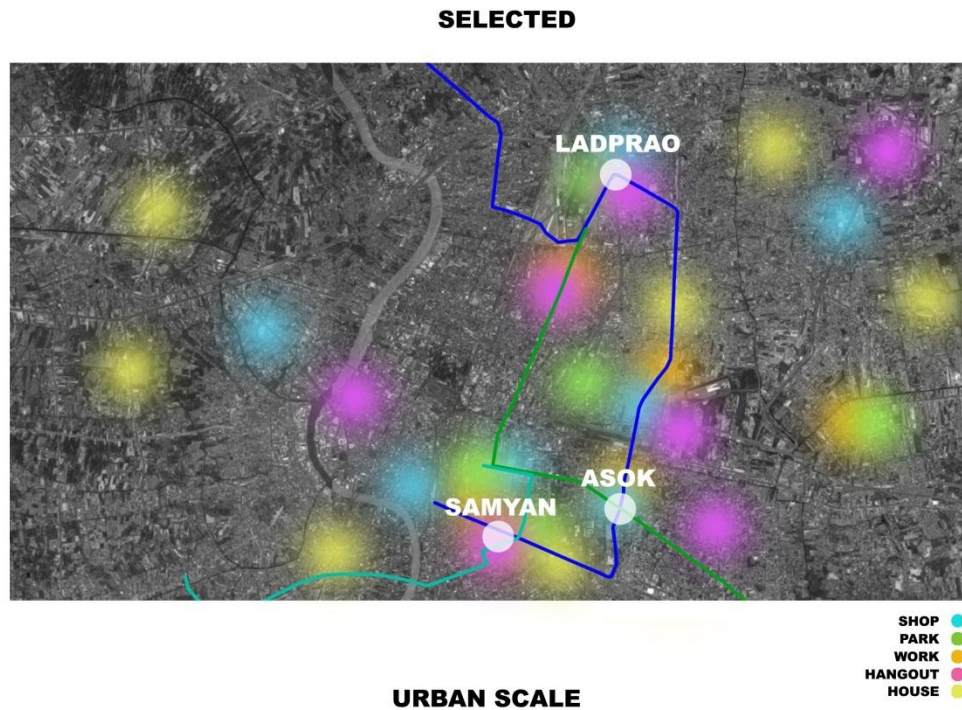 SELECTED
LADPRAO
ASOK
SAMYAN
SHOP
PARK
WORK
HANGOUT
HOUSE
URBAN SCALE